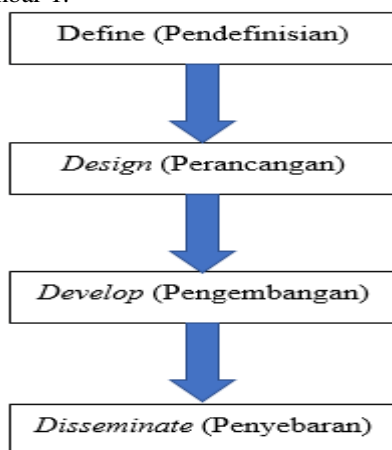 Define (Pendefinisian)
Design (Perancangan)
Develop (Pengembangan)
Disseminate (Penyebaran)